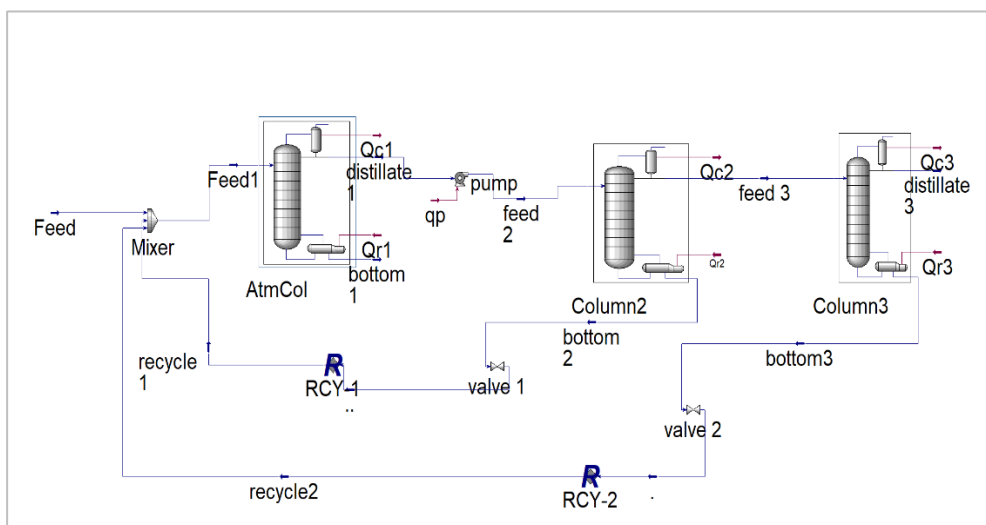 Qc1
distillate
1
Feed1
Qc2
Qc3
distillate
3
pump
feed 3
qp
feed
2
Feed
Mixer
Qr1
bottom
1
AtmCol
Qr2
Qr3
Column2
Column3
bottom
2
bottom3
recycle
1
RCY-1
..
valve 1
valve 2
recycle2
RCY-2
.